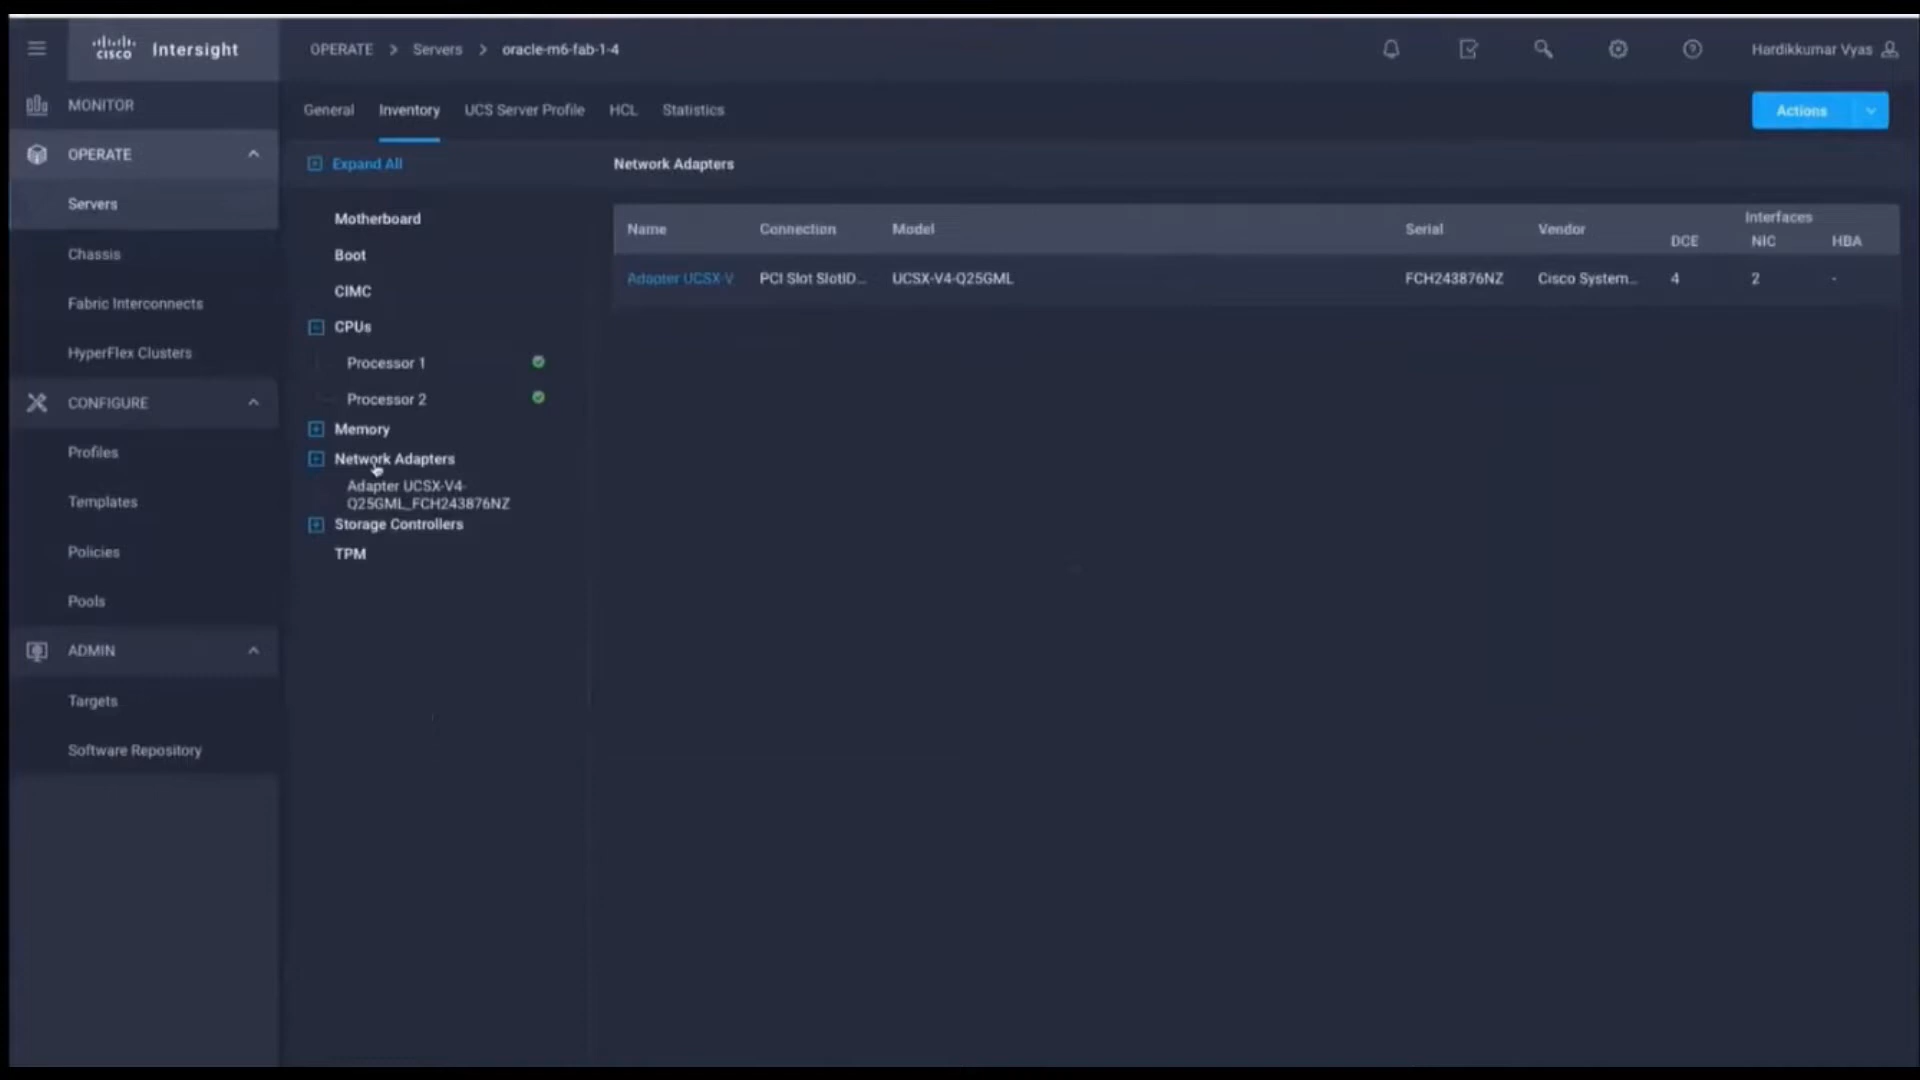 cisco Intersight
OPERATE > Servers > oracle-m6-fab-1-4
Hardikkumar Vyas
MONITOR
OPERATE
Servers
Chassis
Fabric Interconnects
HyperFlex Clusters
CONFIGURE
Profiles
Templates
Policies
Pools
ADMIN
Targets
Software Repository
General Inventory UCS Server Profile HCL Statistics
Actions
Expand All
Motherboard
Boot
CIMC
CPUs
Processor 1
Processor 2
Memory
Network Adapters
Adapter UCSX-V4-
Q25GML_FCH243876NZ
Storage Controllers
TPM
Network Adapters
Interfaces
Name Connection Model Serial Vendor DCE NIC HBA
Adapter UCSX-V PCI Slot SlotID... UCSX-V4-Q25GML FCH243876NZ Cisco System... 4 2 -